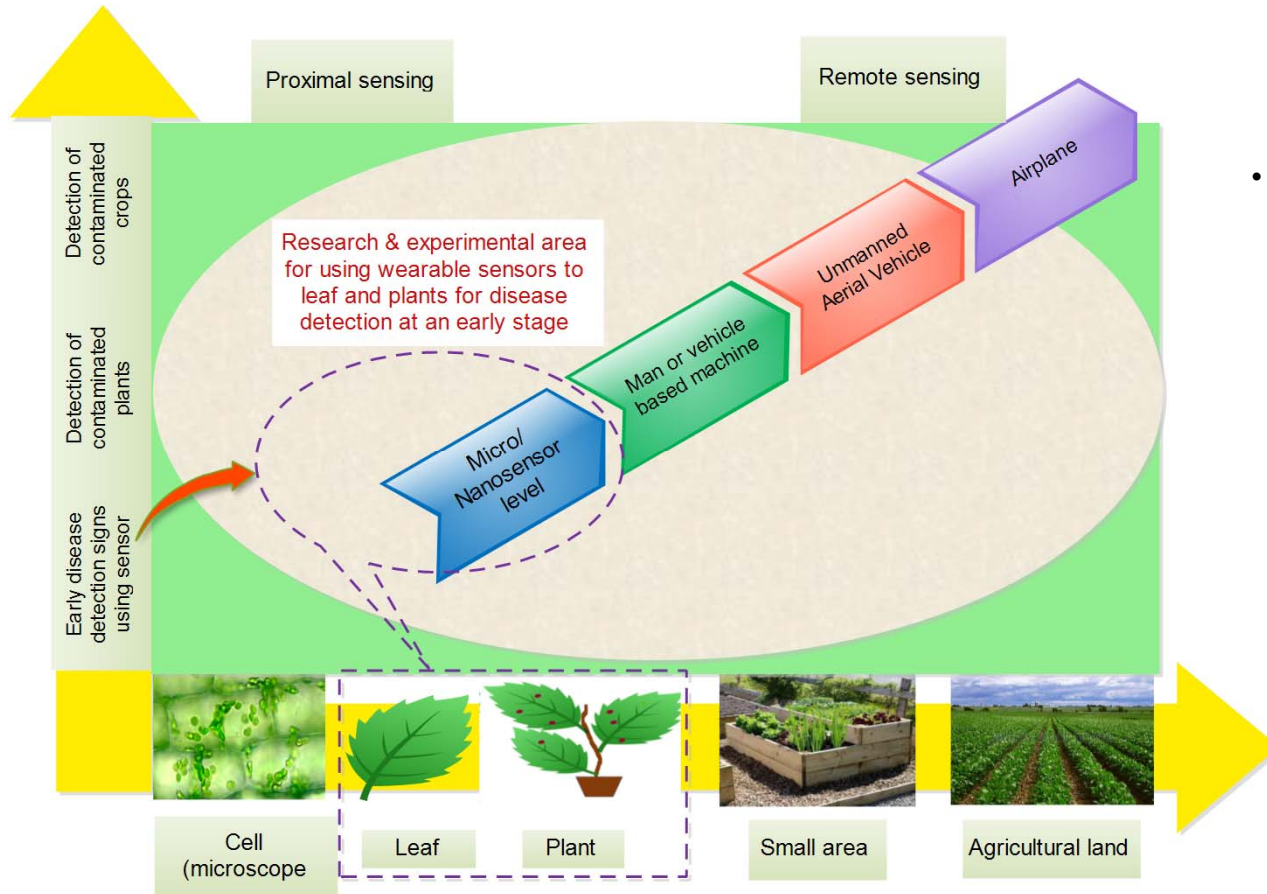 Proximal sensing
Remote sensing
Detection of
contaminated
crops
Detection of
contaminated
plants
Early disease
detection signs
using sensor
Research & experimental area
for using wearable sensors to
leaf and plants for disease
detection at an early stage
Airplane
Unmanned
Aerial Vehicle
Man or vehicle
based machine
Micro/
Nanosensor
level
Cell
(microscope
Leaf
Plant
Small area
Agricultural land